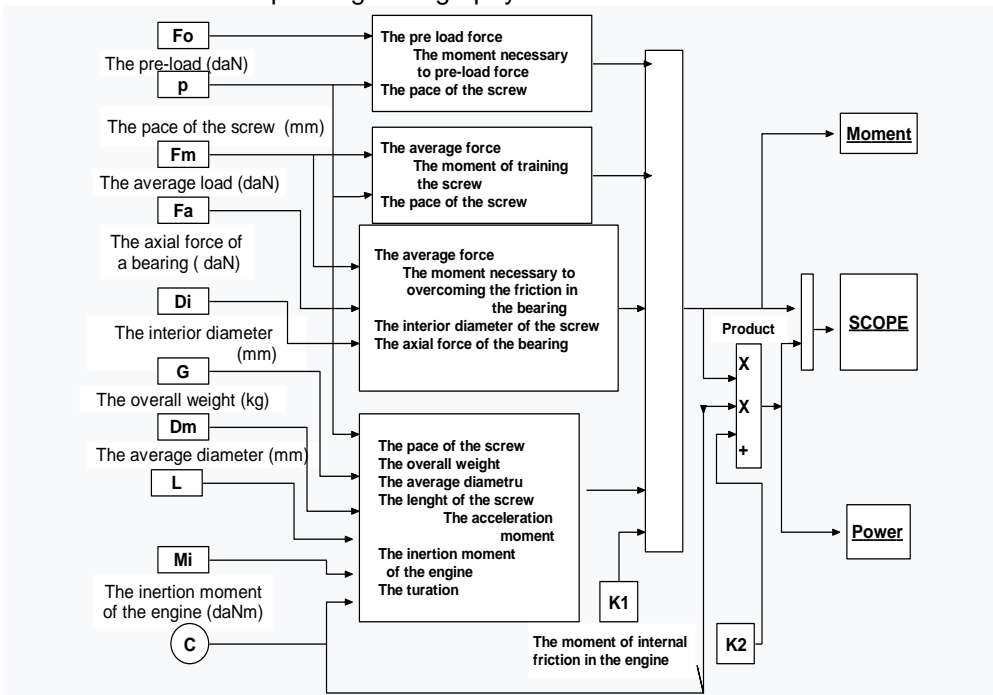 Fo
The pre-load (daN)
p
The pace of the screw (mm)
Fm
The average load (daN)
Fa
The axial force of
a bearing ( daN)
Di
The interior diameter
(mm)
G
The overall weight (kg)
Dm
The average diameter (mm)
L
Mi
The inertion moment
of the engine (daNm)
C
The pre load force
The moment necessary
to pre-load force
The pace of the screw
The average force
The moment of training
the screw
The pace of the screw
The average force
The moment necessary to
overcoming the friction in
the bearing
The interior diameter of the screw
The axial force of the bearing
The pace of the screw
The overall weight
The average diametru
The lenght of the screw
The acceleration
moment
The inertion moment
of the engine
The turation
K1
The moment of internal
friction in the engine
K2
Product
X
X
+
Moment
SCOPE
Power